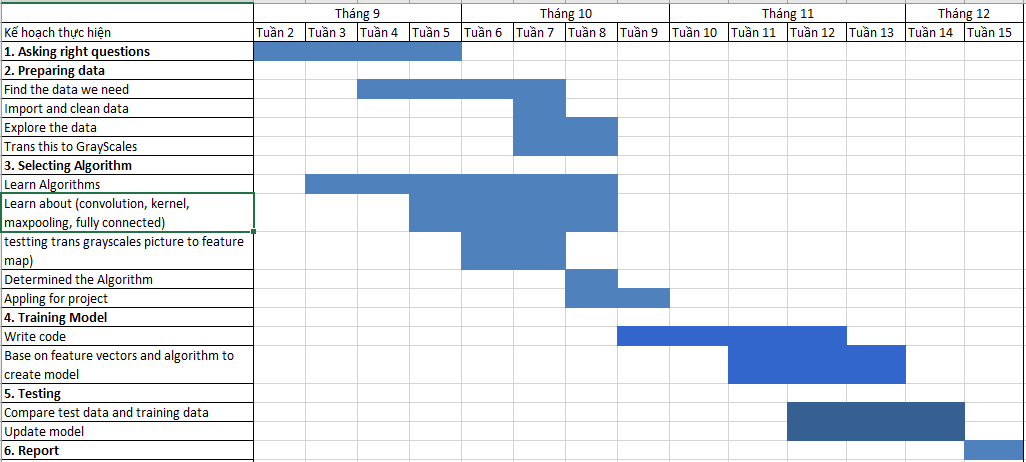 Tháng 9 Tháng 10 Tháng 11 Tháng 12
Kế hoạch thực hiện Tuần 2 Tuần 3 Tuần 4 Tuần 5 Tuần 6 Tuần 7 Tuần 8 Tuần 9 Tuần 10 Tuần 11 Tuần 12 Tuần 13 Tuần 14 Tuần 15
1. Asking right questions
2. Preparing data
Find the data we need
Import and clean data
Explore the data
Trans this to GrayScales
3. Selecting Algorithm
Learn Algorithms
Learn about (convolution, kernel,
maxpooling, fully connected)
testting trans grayscales picture to feature
map)
Determined the Algorithm
Appling for project
4. Training Model
Write code
Base on feature vectors and algorithm to
create model
5. Testing
Compare test data and training data
Update model
6. Report